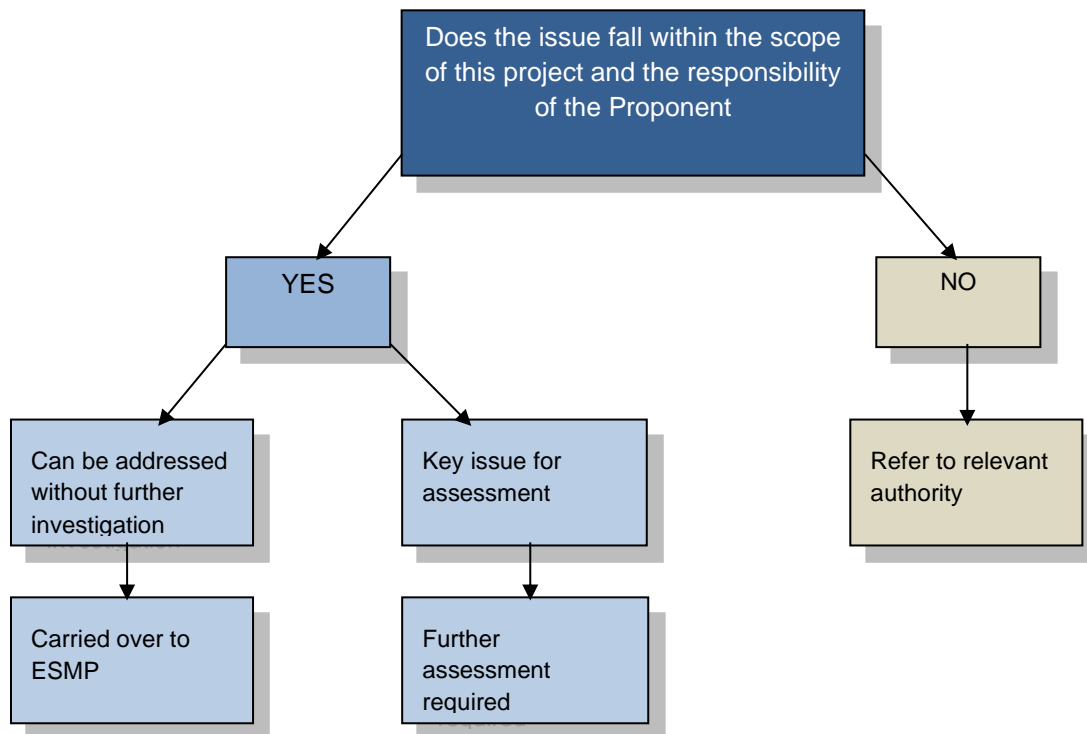 Does the issue fall within the scope
of this project and the responsibility
of the Proponent
YES
NO
Can be addressed
without further
investigation
Key issue for
assessment
Refer to relevant
authority
Carried over to
ESMP
Further
assessment
required